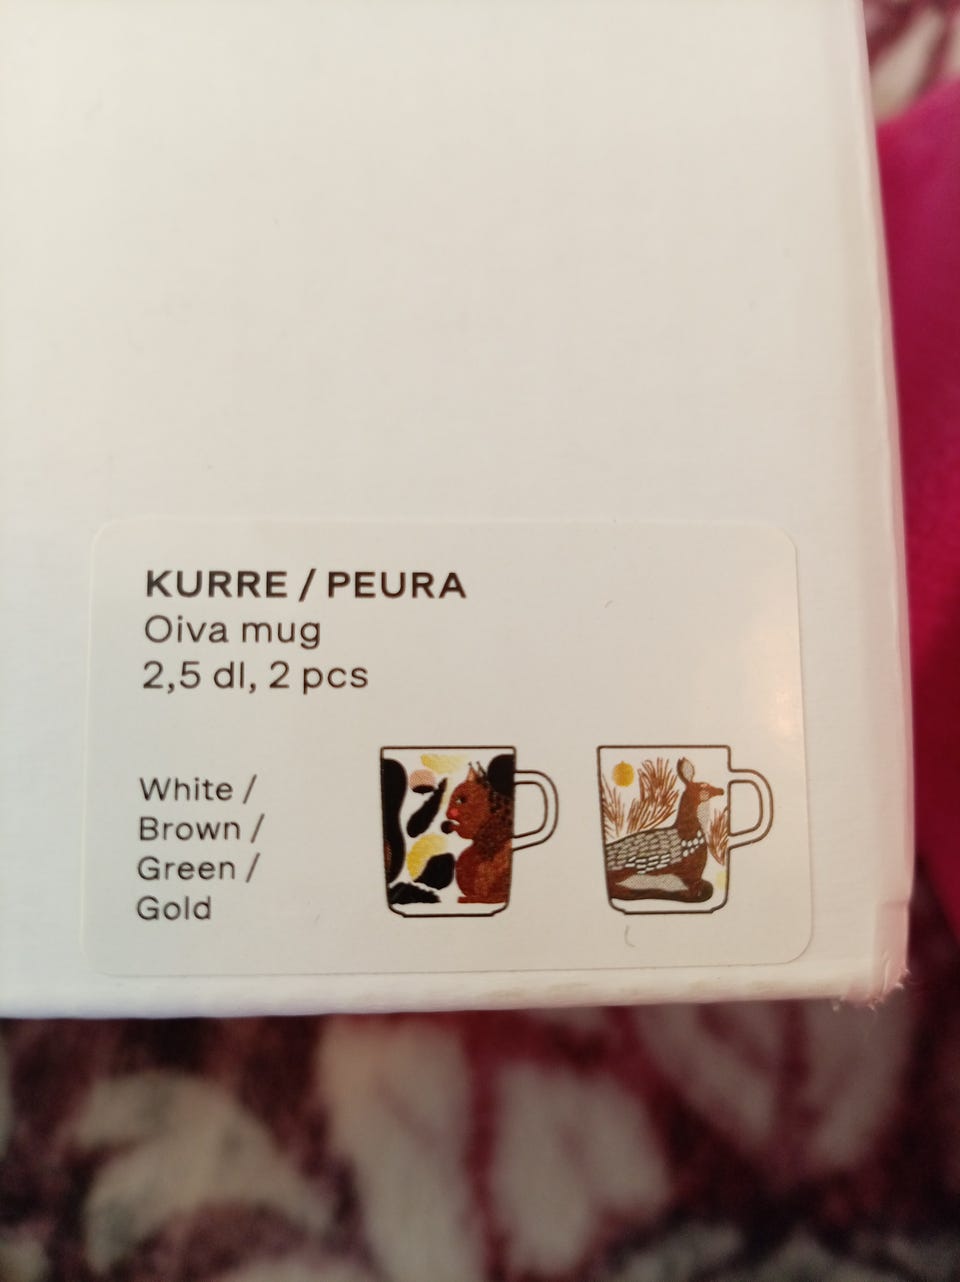 KURRE / PEURA
Oiva mug
2,5 dl, 2 pcs
White /
Brown /
Green /
Gold